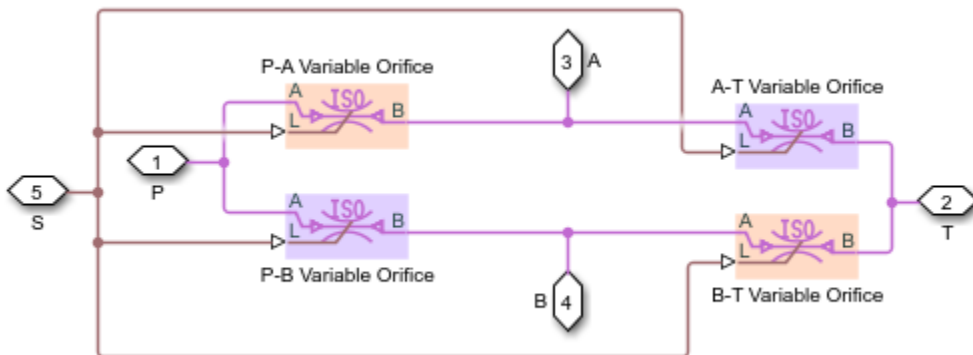 P-A Variable Orifice
A
ISO
B
L
3
A
A-T Variable Orifice
A
ISO
B
L
1
P
5
S
A
ISO
B
L
P-B Variable Orifice
2
T
A
ISO
B
L
B-T Variable Orifice
B
4